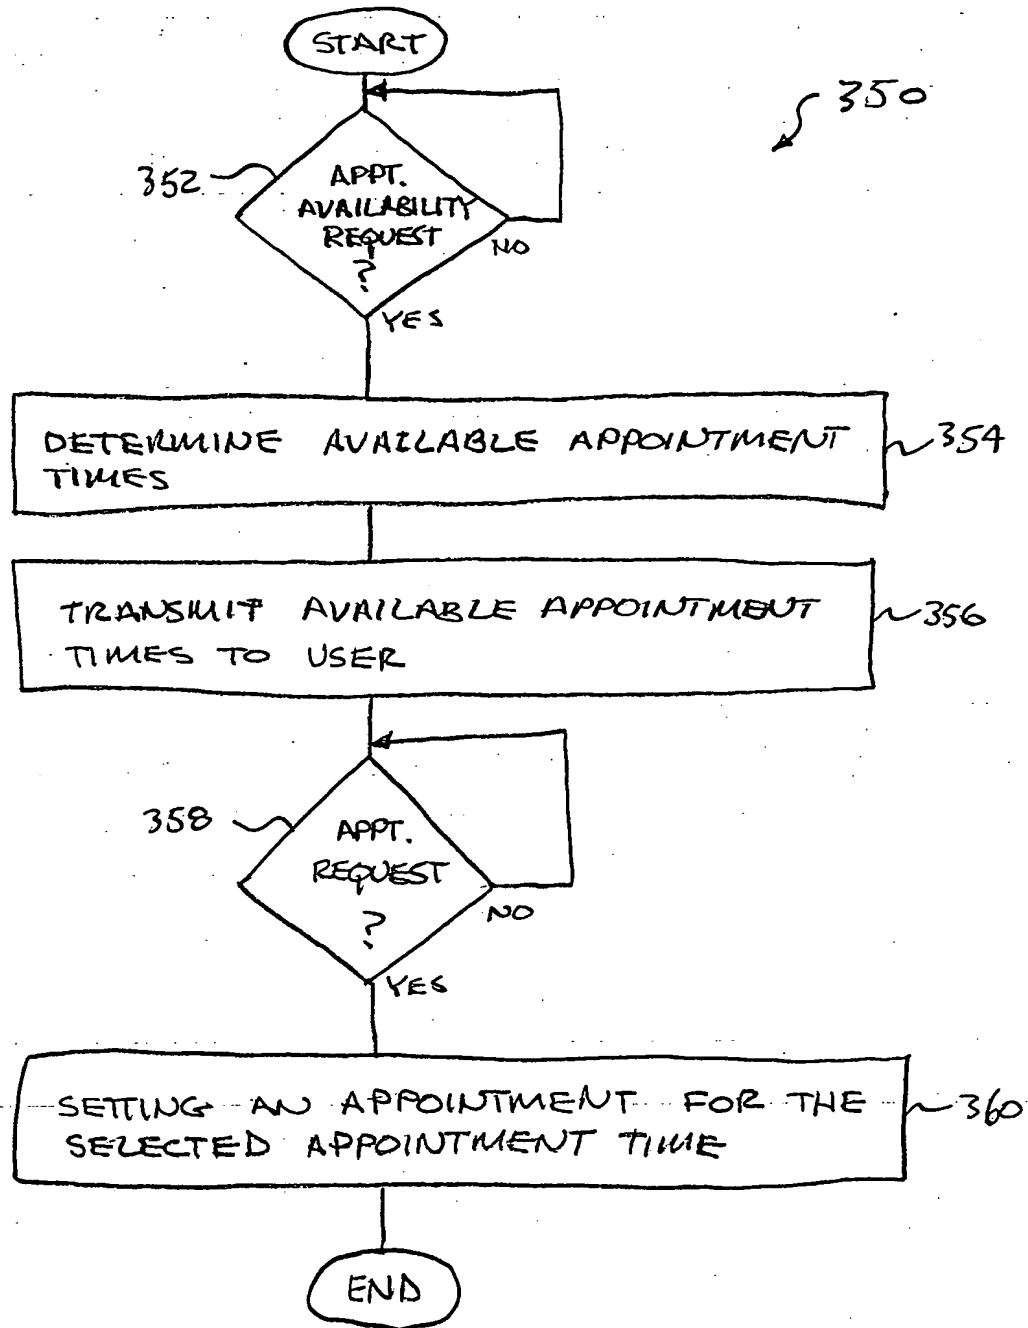 START
350
352
APPT.
AVAILABILITY
REQUEST
?
NO
YES
DETERMINE AVAILABLE APPOINTMENT
TIMES
354
TRANSMIT AVAILABLE APPOINTMENT
TIMES TO USER
356
358
APPT.
REQUEST
?
NO
YES
SETTING AN APPOINTMENT FOR THE
SELECTED APPOINTMENT TIME
360
END